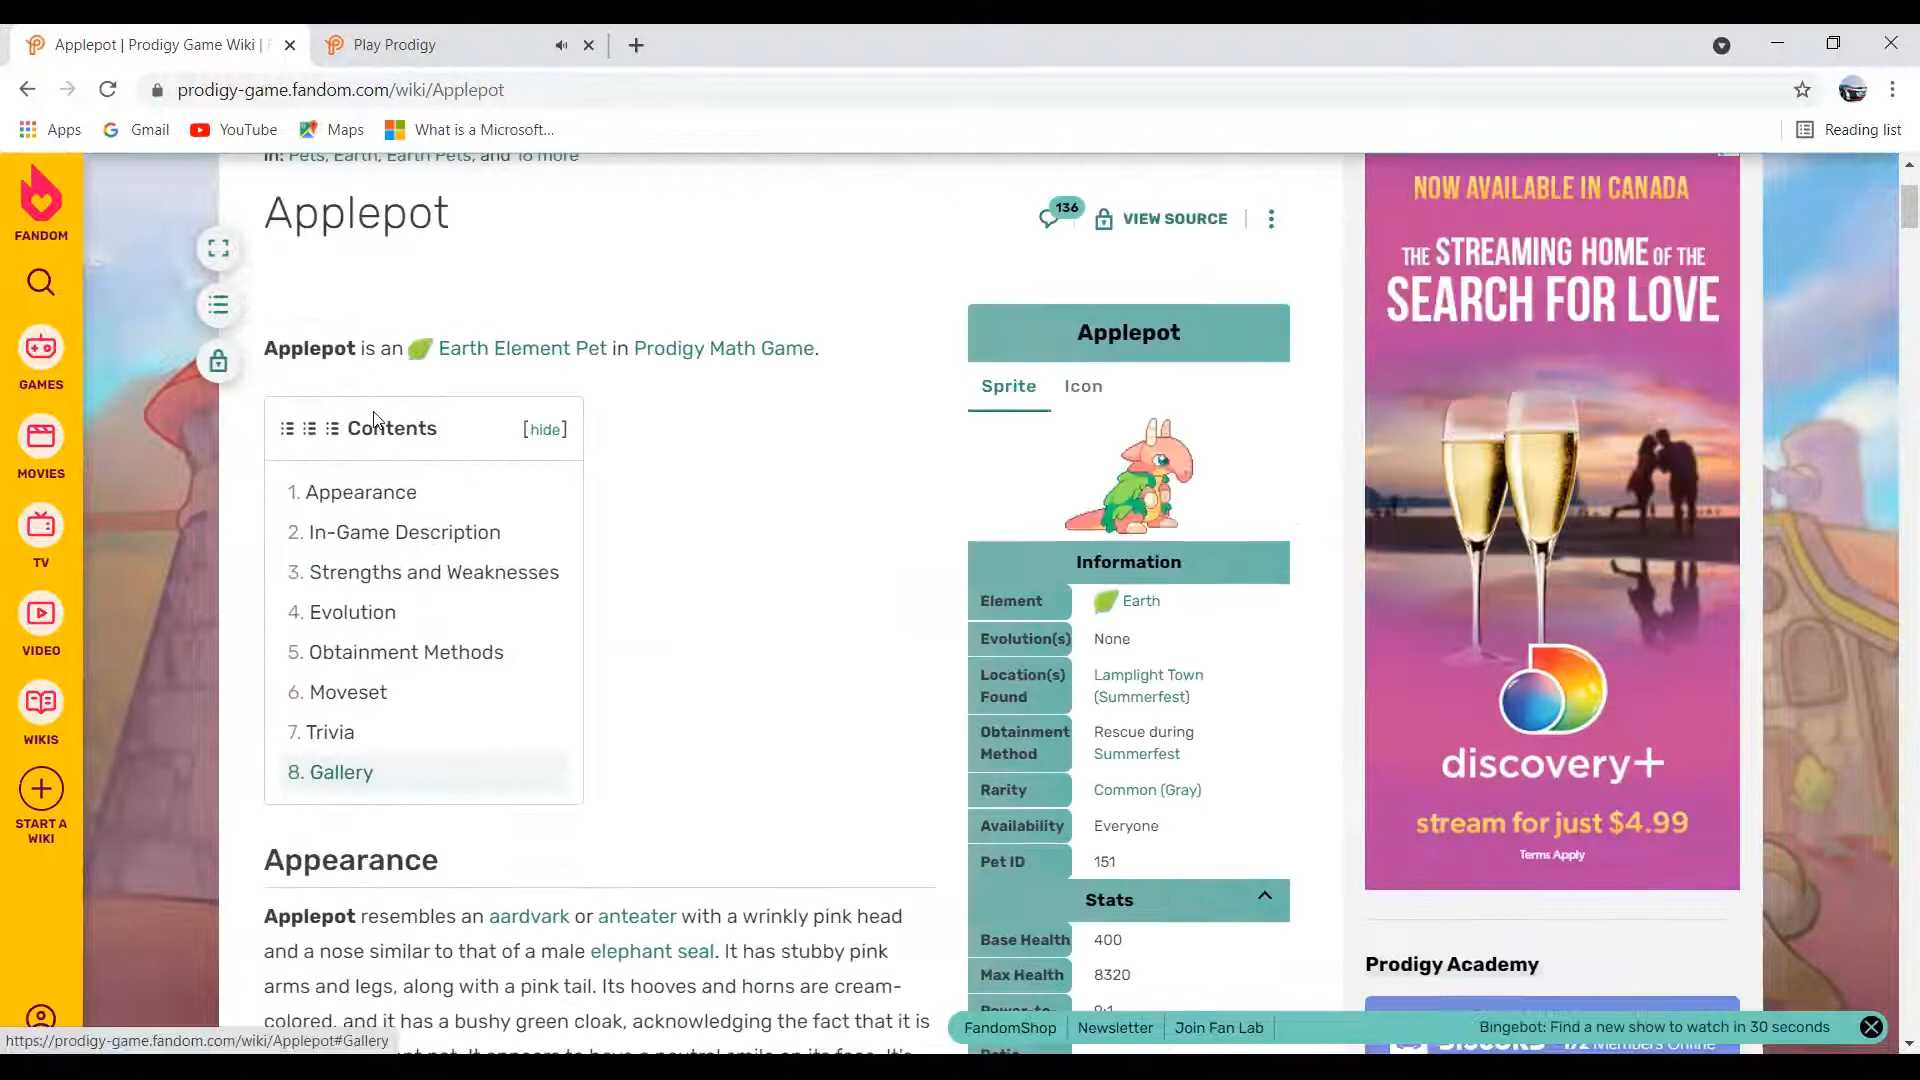 Applepot | Prodigy Game Wiki |
Play Prodigy
prodigy-game.fandom.com/wiki/Applepot
Apps
Gmail
YouTube
Maps
What is a Microsoft...
Reading list
FANDOM
GAMES
MOVIES
TV
VIDEO
WIKIS
START A
WIKI
In: Pets, Earth, Earth Pets, and 16 more
Applepot
136
VIEW SOURCE
Applepot is an Earth Element Pet in Prodigy Math Game.
Contents [hide]
1. Appearance
2. In-Game Description
3. Strengths and Weaknesses
4. Evolution
5. Obtainment Methods
6. Moveset
7. Trivia
8. Gallery
Appearance
Applepot resembles an aardvark or anteater with a wrinkly pink head
and a nose similar to that of a male elephant seal. It has stubby pink
arms and legs, along with a pink tail. Its hooves and horns are cream-
colored, and it has a bushy green cloak, acknowledging the fact that it is
Applepot
Sprite Icon
Information
Element Earth
Evolution(s) None
Location(s) Found Lamplight Town
(Summerfest)
Obtainment Method Rescue during
Summerfest
Rarity Common (Gray)
Availability Everyone
Pet ID 151
Stats
Base Health 400
Max Health 8320
NOW AVAILABLE IN CANADA
THE STREAMING HOME OF THE
SEARCH FOR LOVE
discovery+
stream for just $4.99
Terms Apply
Prodigy Academy
FandomShop
Newsletter
Join Fan Lab
Bingebot: Find a new show to watch in 30 seconds
https://prodigy-game.fandom.com/wiki/Applepot#Gallery